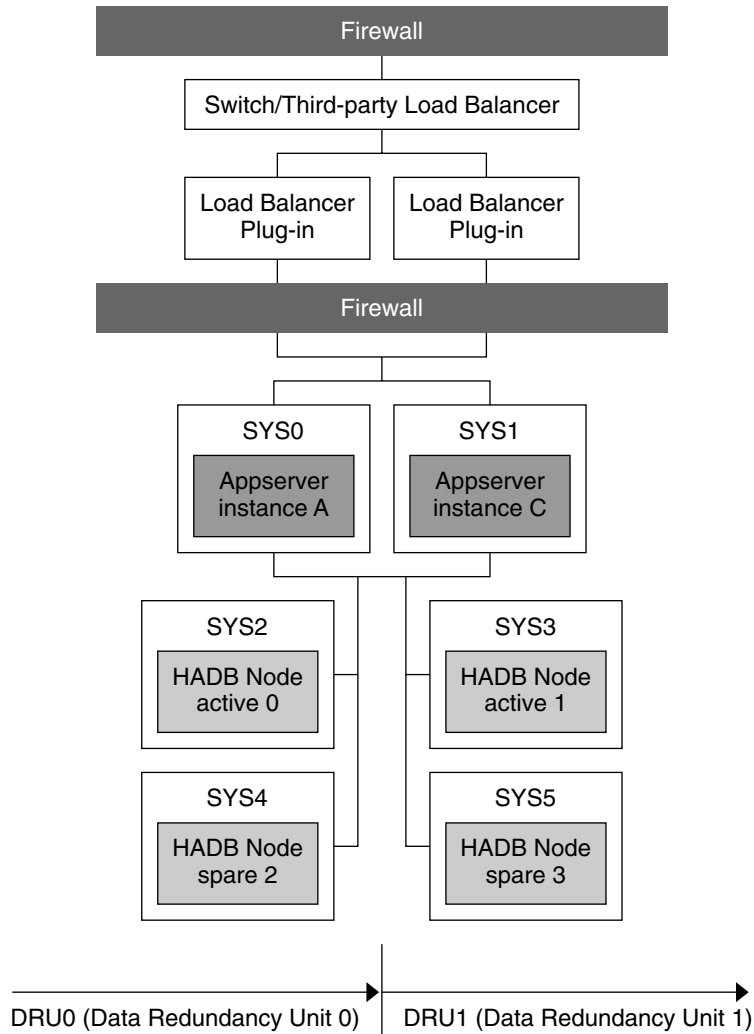 Firewall
Switch/Third-party Load Balancer
Load Balancer
Plug-in
Load Balancer
Plug-in
Firewall
SYS0
Appserver
instance A
SYS1
Appserver
instance C
SYS2
HADB Node
active 0
SYS3
HADB Node
active 1
SYS4
HADB Node
spare 2
SYS5
HADB Node
spare 3
DRU0 (Data Redundancy Unit 0)
DRU1 (Data Redundancy Unit 1)